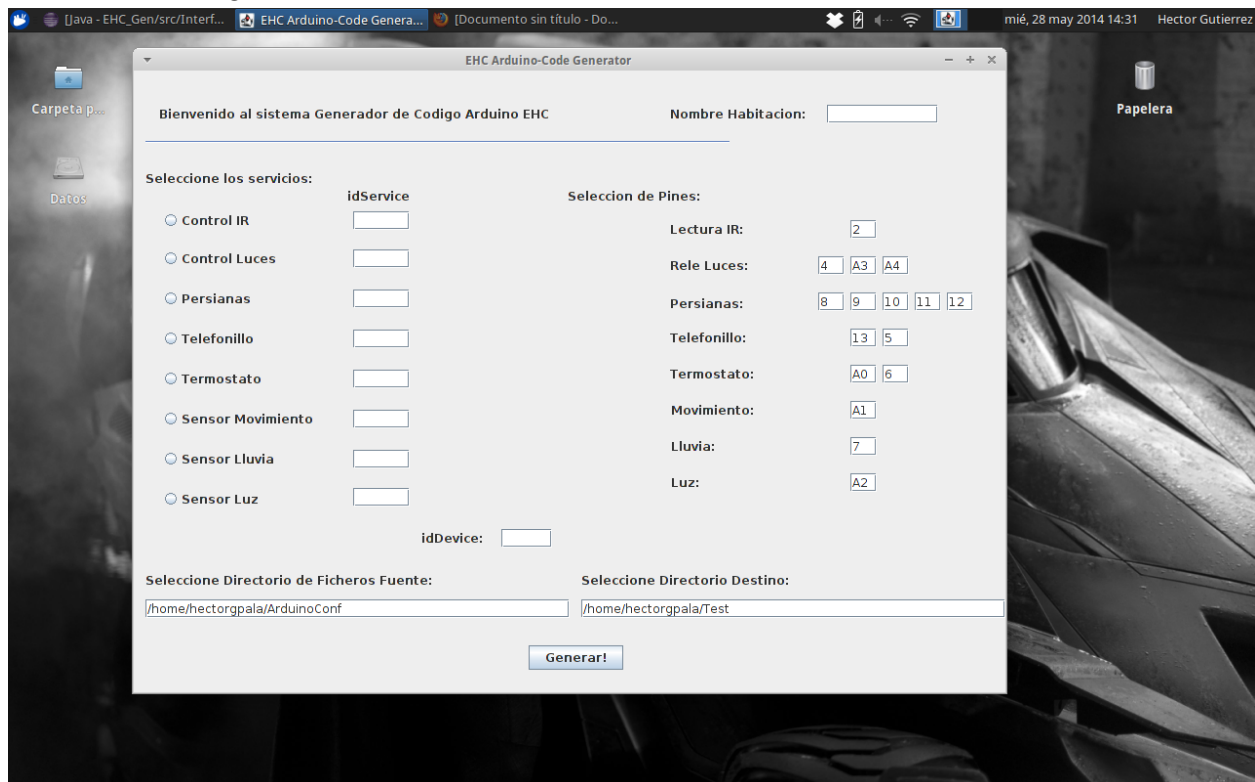 [Java - EHC_Gen/src/Interf... EHC Arduino-Code Genera... [Documento sin título - Do... mié, 28 may 2014 14:31 Hector Gutierrez
EHC Arduino-Code Generator
Carpeta p...
Papelera
Datos
Bienvenido al sistema Generador de Codigo Arduino EHC
Nombre Habitacion:
Seleccione los servicios:
idService
Control IR
Control Luces
Persianas
Telefonillo
Termostato
Sensor Movimiento
Sensor Lluvia
Sensor Luz
Seleccion de Pines:
Lectura IR: 2
Rele Luces: 4 A3 A4
Persianas: 8 9 10 11 12
Telefonillo: 13 5
Termostato: A0 6
Movimiento: A1
Lluvia: 7
Luz: A2
idDevice:
Seleccione Directorio de Ficheros Fuente:
/home/hectorgpala/ArduinoConf
Seleccione Directorio Destino:
/home/hectorgpala/Test
Generar!